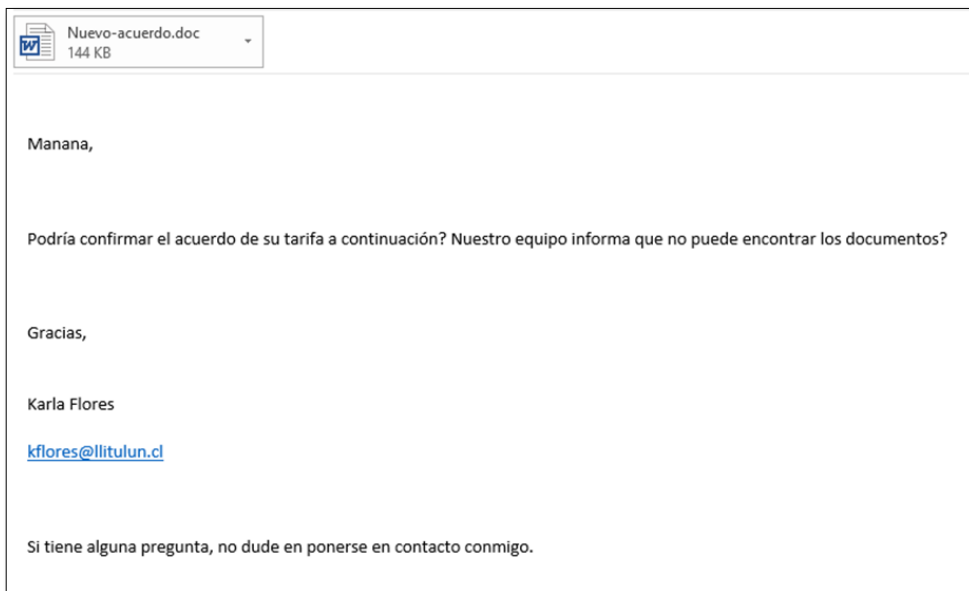 Nuevo-acuerdo.doc
144 KB
Manana,
Podría confirmar el acuerdo de su tarifa a continuación? Nuestro equipo informa que no puede encontrar los documentos?
Gracias,
Karla Flores
kflores@llitulun.cl
Si tiene alguna pregunta, no dude en ponerse en contacto conmigo.